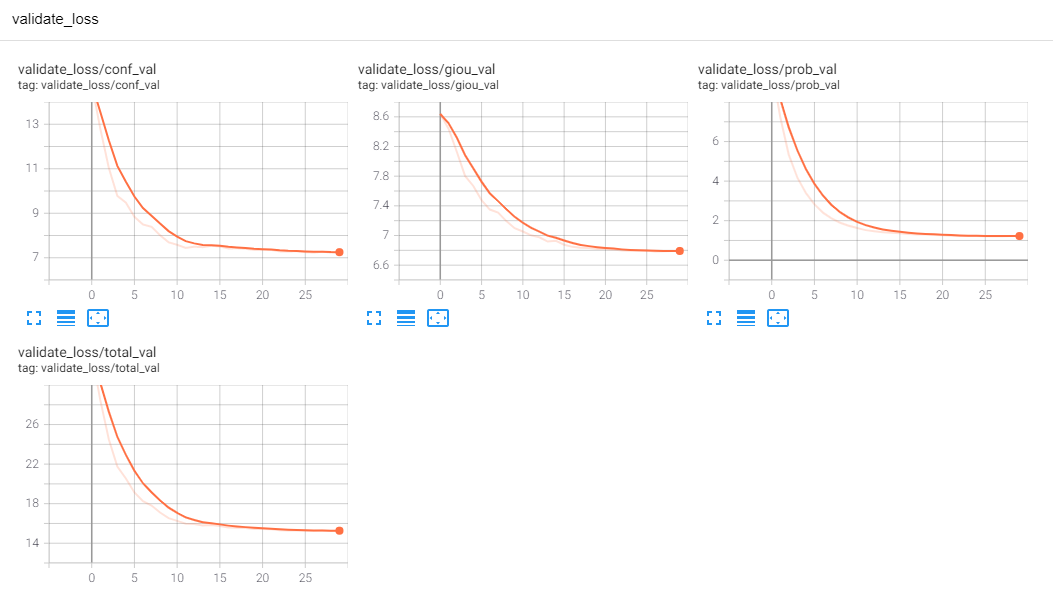 validate_loss
validate_loss/conf_val
tag: validate_loss/conf_val
13
11
9
7
0 5 10 15 20 25
validate_loss/giou_val
tag: validate_loss/giou_val
8.6
8.2
7.8
7.4
7
6.6
0 5 10 15 20 25
validate_loss/prob_val
tag: validate_loss/prob_val
6
4
2
0
0 5 10 15 20 25
validate_loss/total_val
tag: validate_loss/total_val
26
22
18
14
0 5 10 15 20 25